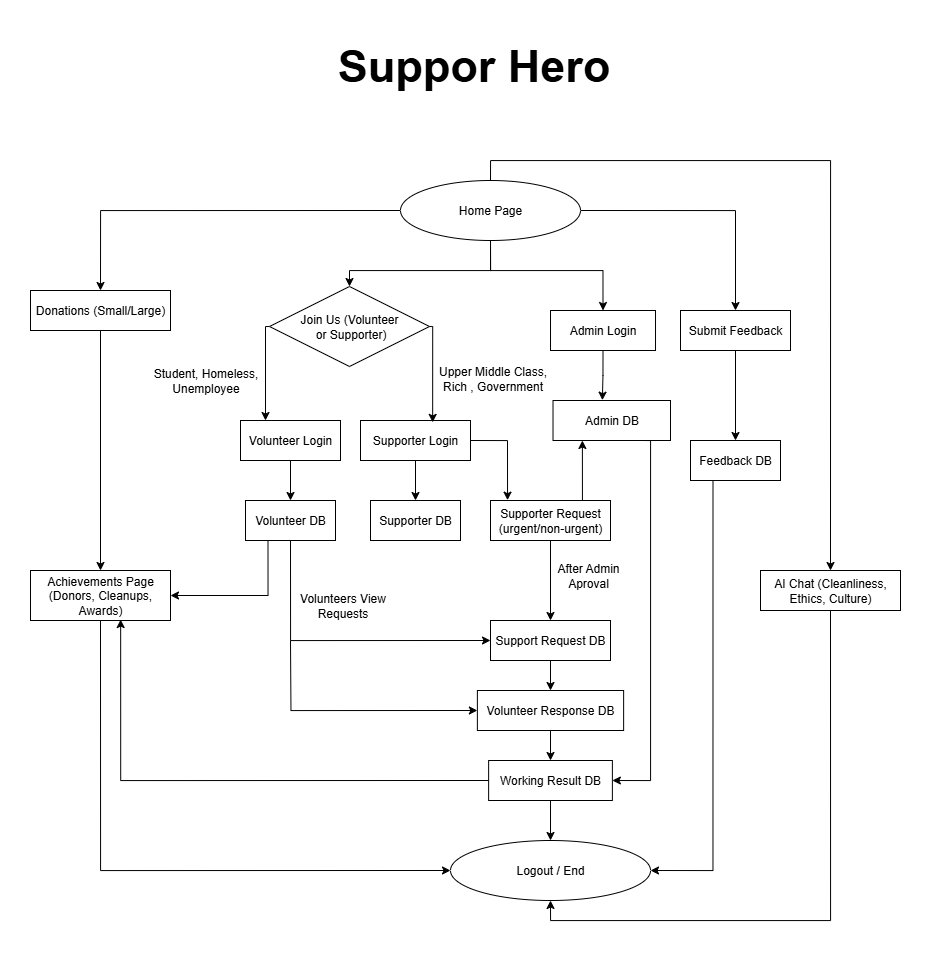 Suppor Hero
Home Page
Donations (Small/Large)
Join Us (Volunteer
or Supporter)
Admin Login
Submit Feedback
Student, Homeless,
Unemployee
Upper Middle Class,
Rich , Government
Admin DB
Volunteer Login
Supporter Login
Feedback DB
Volunteer DB
Supporter DB
Supporter Request
(urgent/non-urgent)
After Admin
Aproval
Achievements Page
(Donors, Cleanups,
Awards)
AI Chat (Cleanliness,
Ethics, Culture)
Volunteers View
Requests
Support Request DB
Volunteer Response DB
Working Result DB
Logout / End